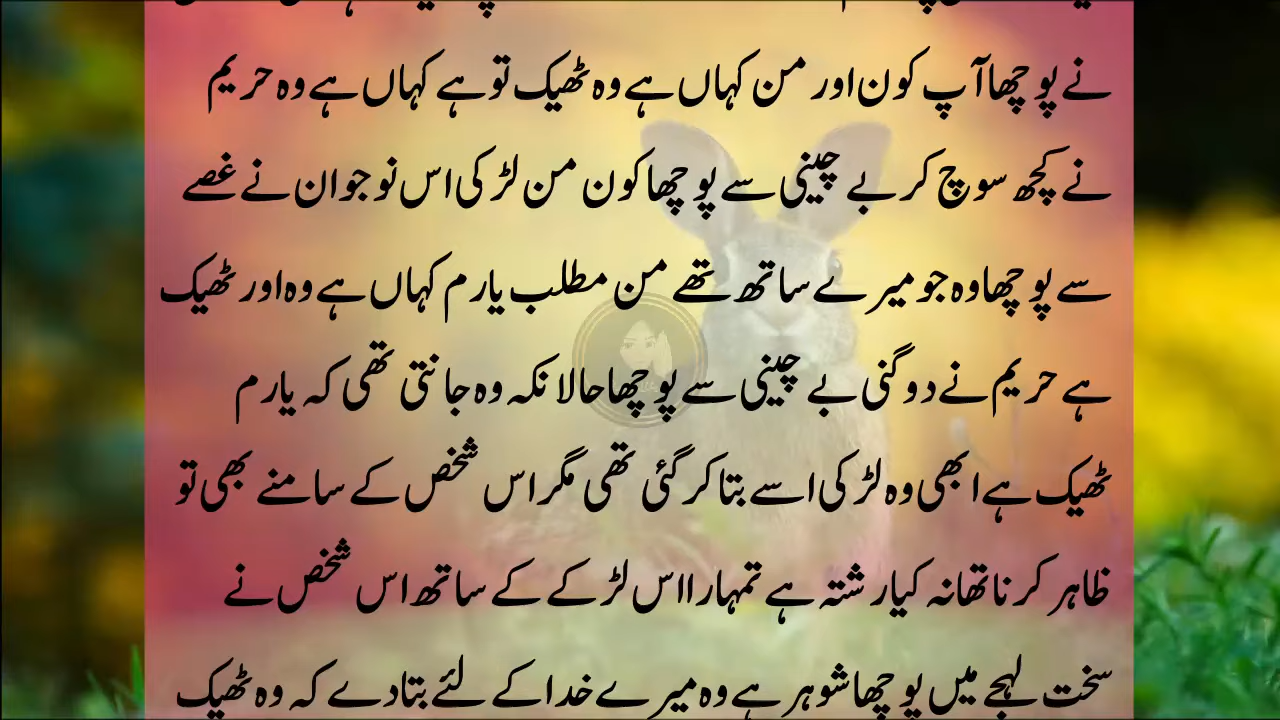 نے پوچھا آپ کون اور من کہاں ہے وہ ٹھیک تو ہے کہاں ہے وہ حریم
نے کچھ سوچ کر بے چینی سے پوچھا کون من لڑکی اس نوجوان نے غصے
سے پوچھا وہ جو میرے ساتھ تھے من مطلب یارم کہاں ہے وہ اور ٹھیک
ہے حریم نے دوگنی بے چینی سے پوچھا حالانکہ وہ جانتی تھی کہ یارم
ٹھیک ہے ابھی وہ لڑکی اسے بتا کر گئی تھی مگر اس شخص کے سامنے بھی تو
ظاہر کرنا تھا نہ کیا رشتہ ہے تمہارا اس لڑکے کے ساتھ اس شخص نے
سخت لہجے میں پوچھا شوہر ہے وہ میرے خدا کے لئے بتا دے کہ وہ ٹھیک